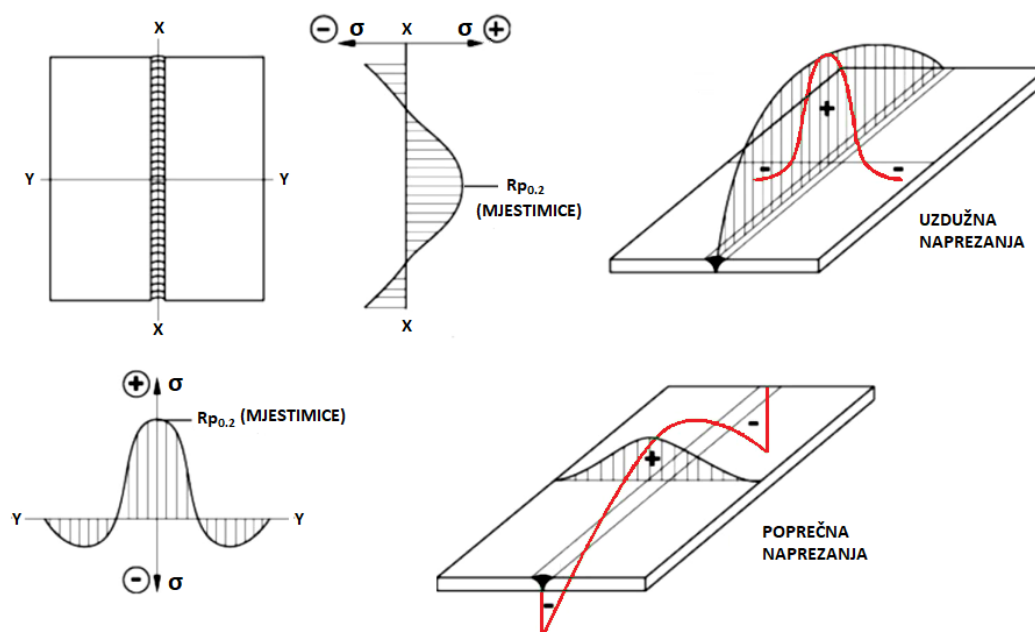 X
Y
Y
X
− σ X σ +
Rp0.2
(MJESTIMICE)
X
+
-
-
UZDUŽNA
NAPREZANJA
+ σ
Rp0.2 (MJESTIMICE)
Y
Y
− σ
-
+
-
POPREČNA
NAPREZANJA